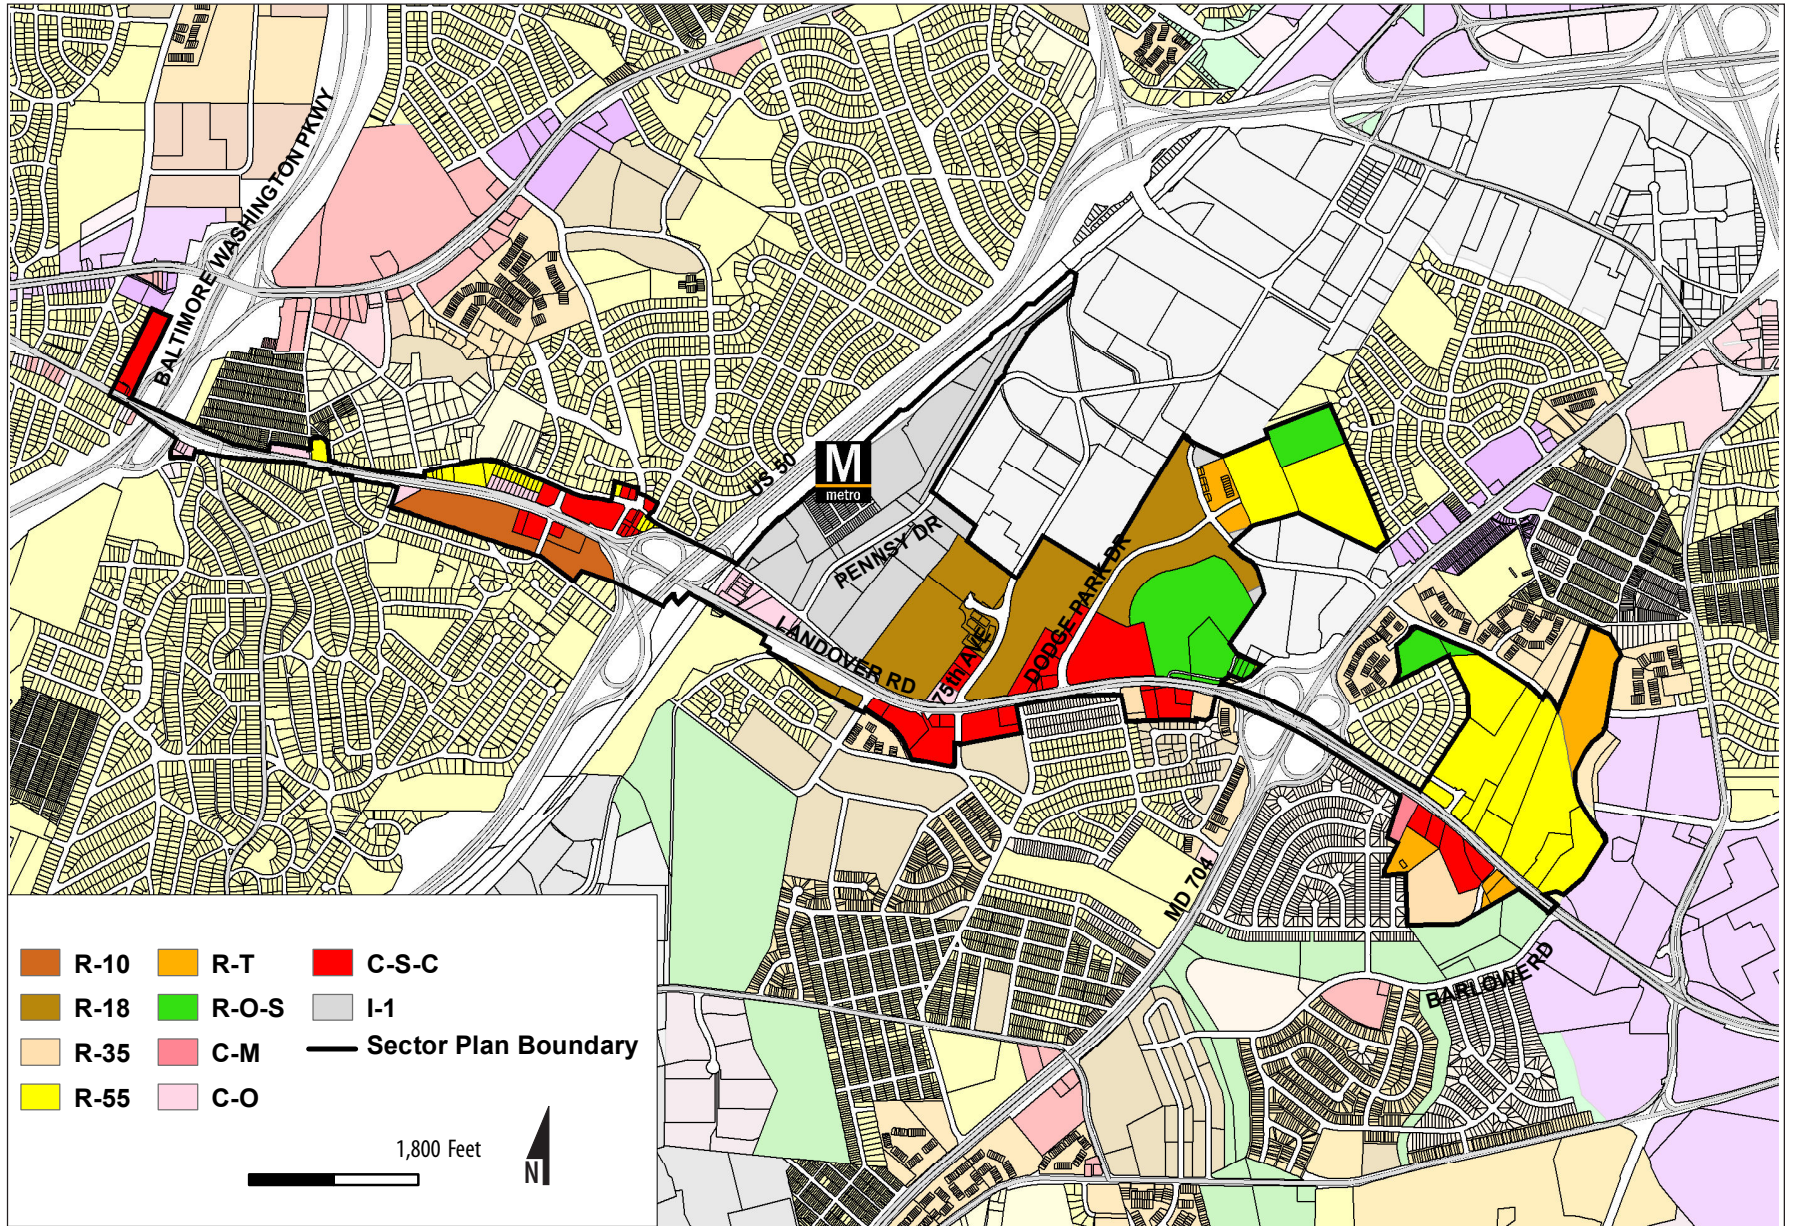 BALTIMORE WASHINGTON PKWY
US 50
M
metro
PENNSY DR
LANDOVER RD
75th AVE
DODGE PARK DR
MD 704
BARLOWE RD
R-10
R-T
C-S-C
R-18
R-O-S
I-1
R-35
C-M
Sector Plan Boundary
R-55
C-O
1,800 Feet
N